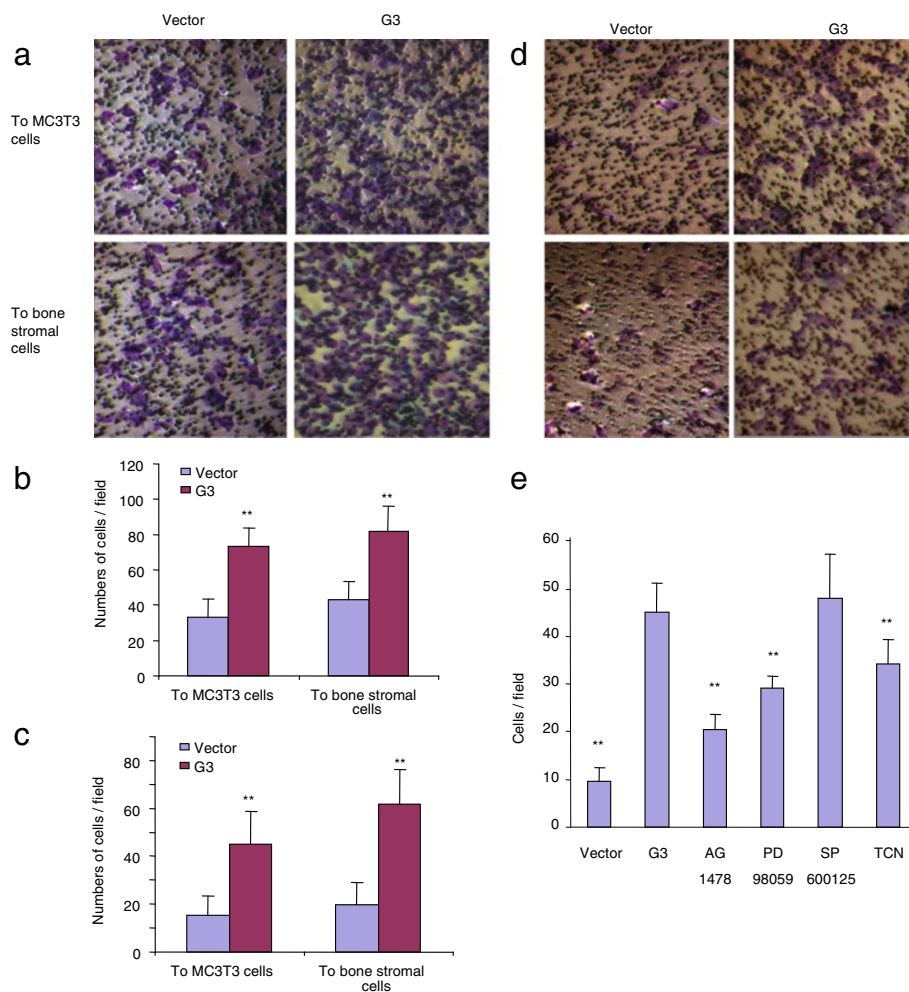 Vector
G3
a
To MC3T3
cells
To bone
stromal
cells
Vector
G3
d
b
120
100
80
60
40
20
0
Numbers of cells / field
Vector
G3
**
**
To MC3T3 cells
To bone stromal
cells
c
80
60
40
20
0
Numbers of cells / field
Vector
G3
**
**
To MC3T3 cells
To bone stromal
cells
e
60
50
40
30
20
10
0
Cells / field
**
**
**
**
Vector
G3
AG
PD
SP
TCN
1478
98059
600125